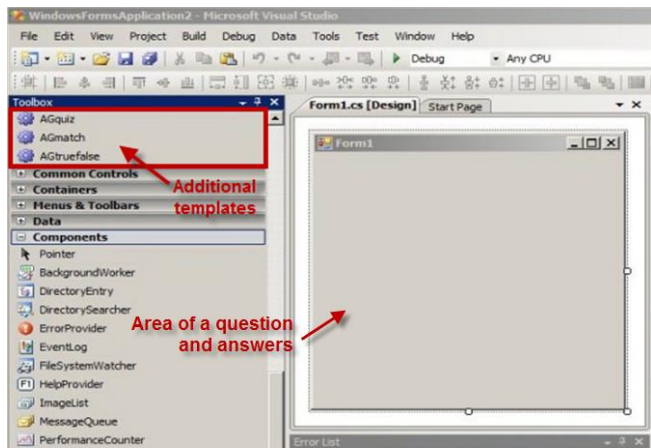 WindowsFormsApplication2 - Microsoft Visual Studio
File Edit View Project Build Debug Data Tools Test Window Help
Debug Any CPU
Toolbox
Form1.cs [Design] Start Page
AGquiz
AGmatch
AGtruefalse
Form1
Common Controls
Containers
Menus & Toolbars
Data
Additional
templates
Components
Pointer
BackgroundWorker
DirectoryEntry
DirectorySearcher
ErrorProvider
EventLog
FileSystemWatcher
HelpProvider
ImageList
MessageQueue
PerformanceCounter
Area of a question
and answers
Error List